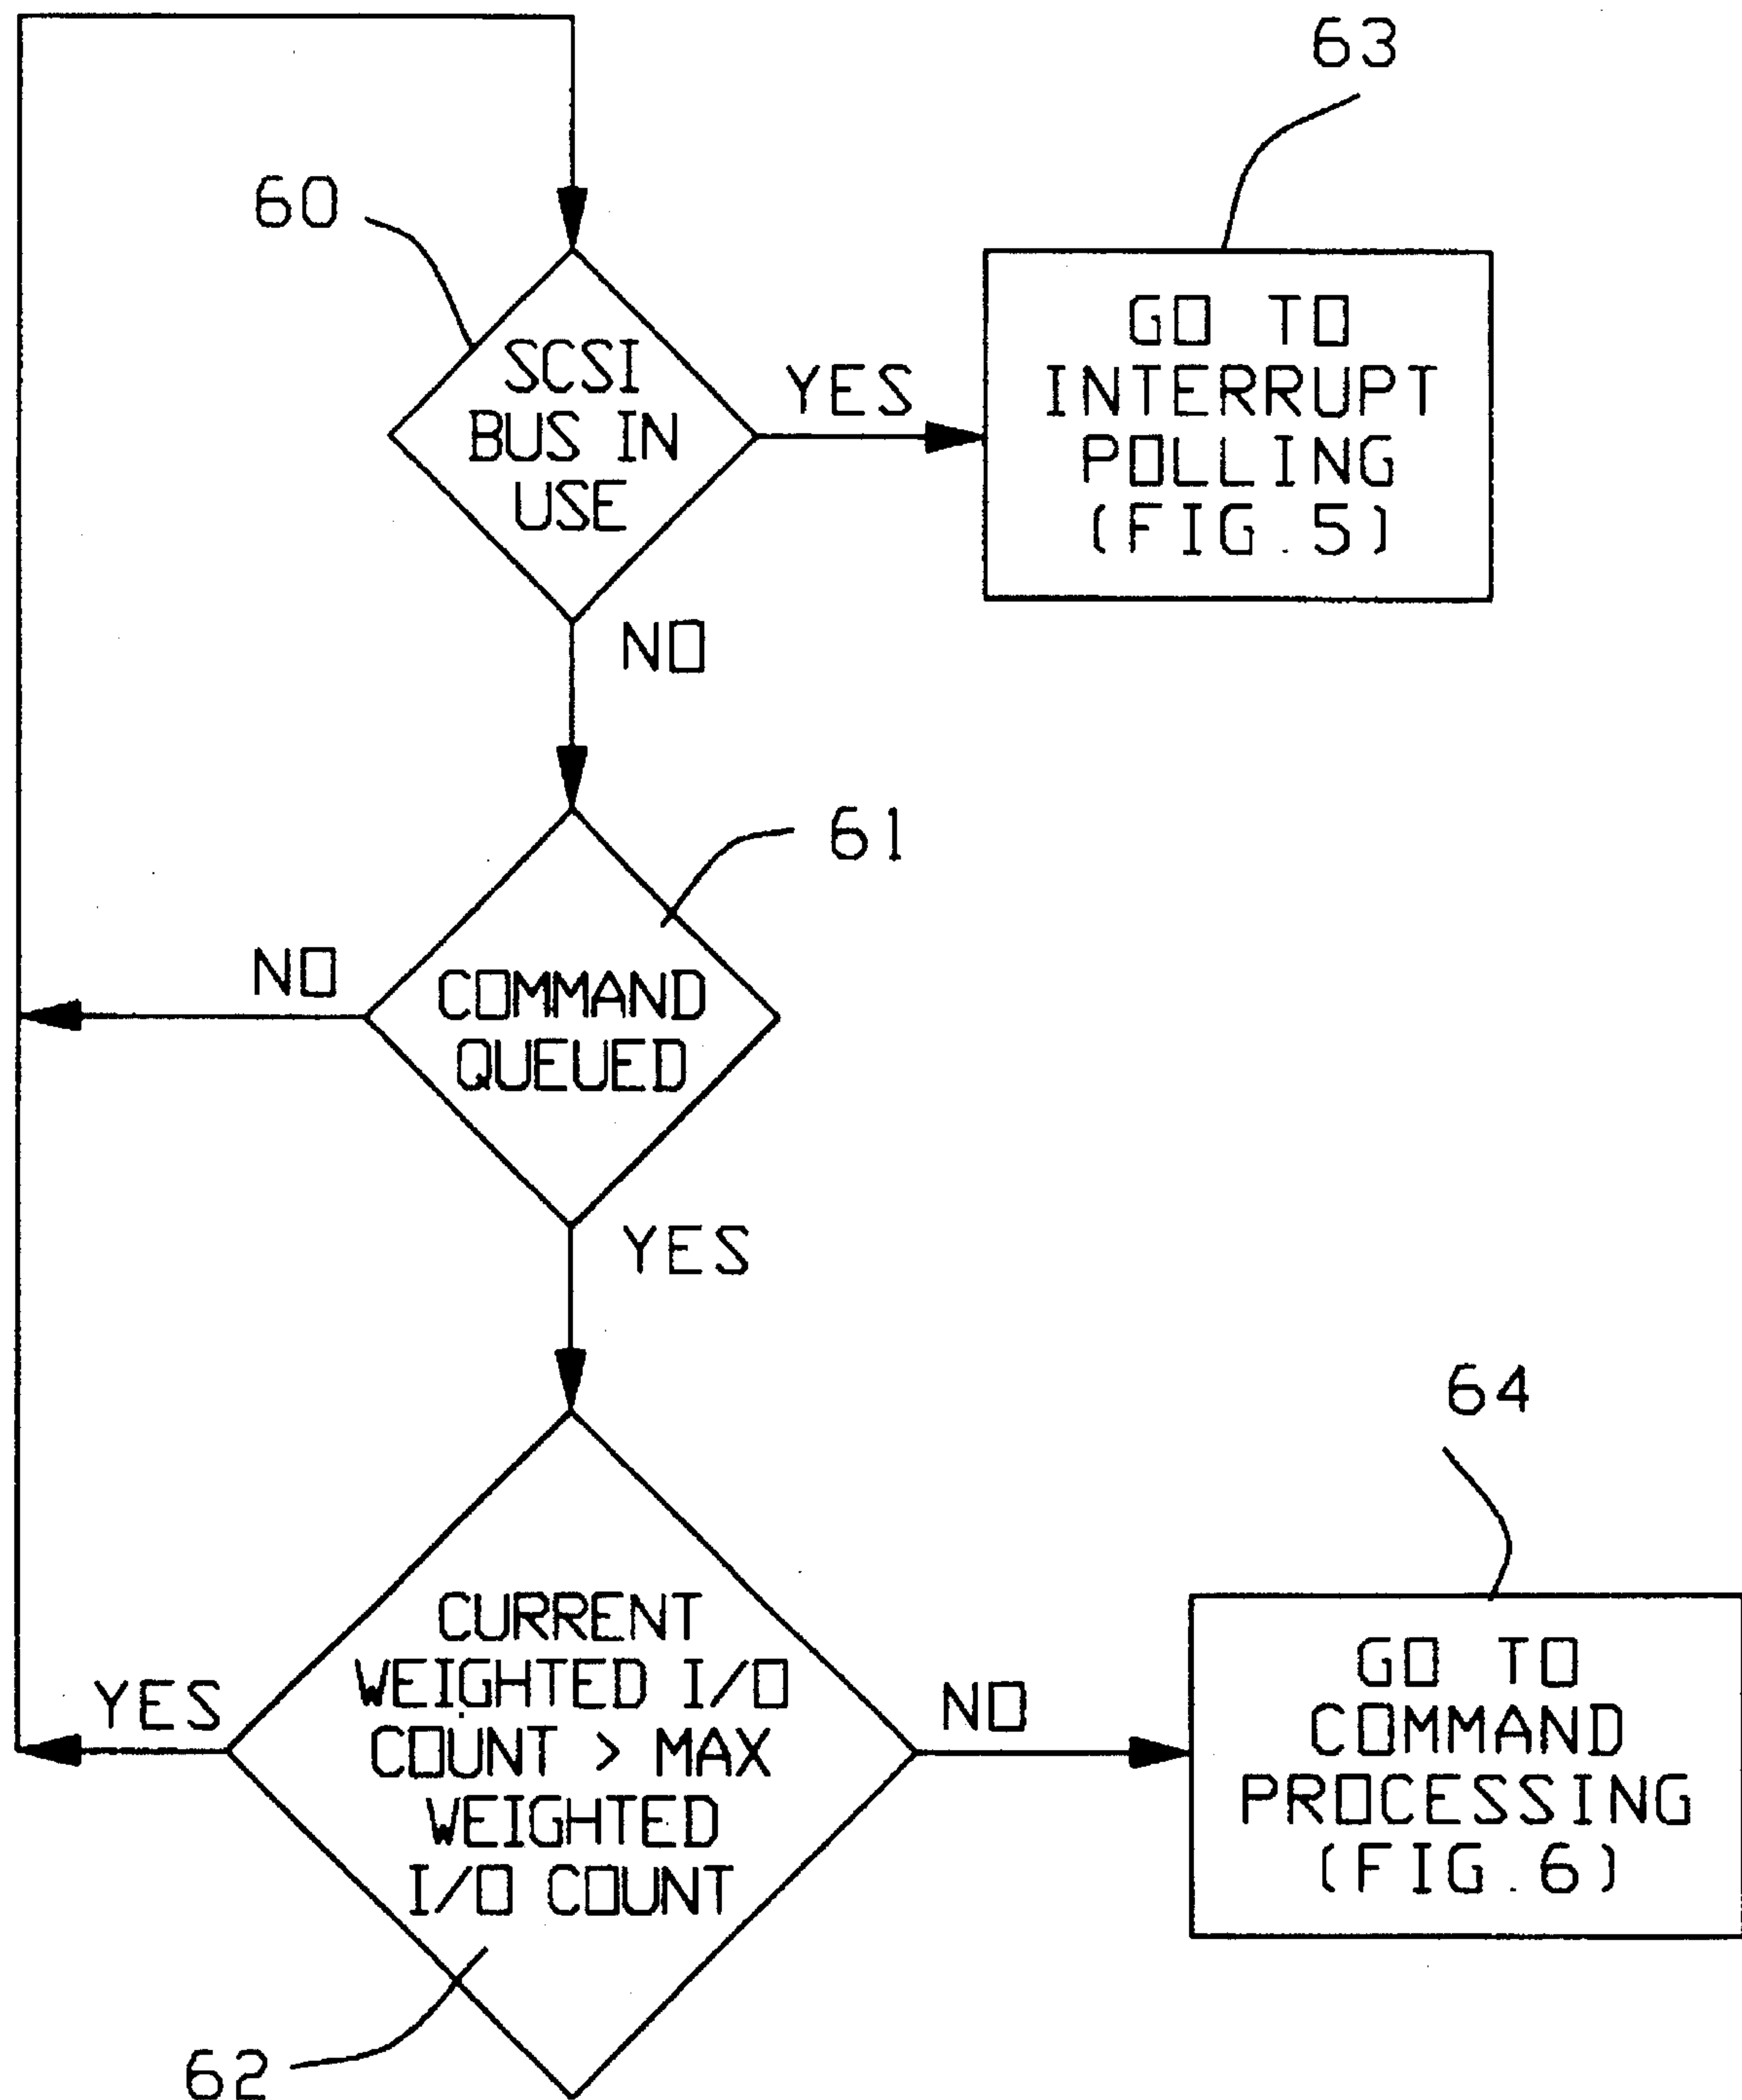 63
60
SCSI
BUS IN
USE
YES
GO TO
INTERRUPT
POLLING
(FIG.5)
NO
61
NO
COMMAND
QUEUED
YES
64
CURRENT
WEIGHTED I/O
COUNT > MAX
WEIGHTED
I/O COUNT
YES
NO
GO TO
COMMAND
PROCESSING
(FIG.6)
62